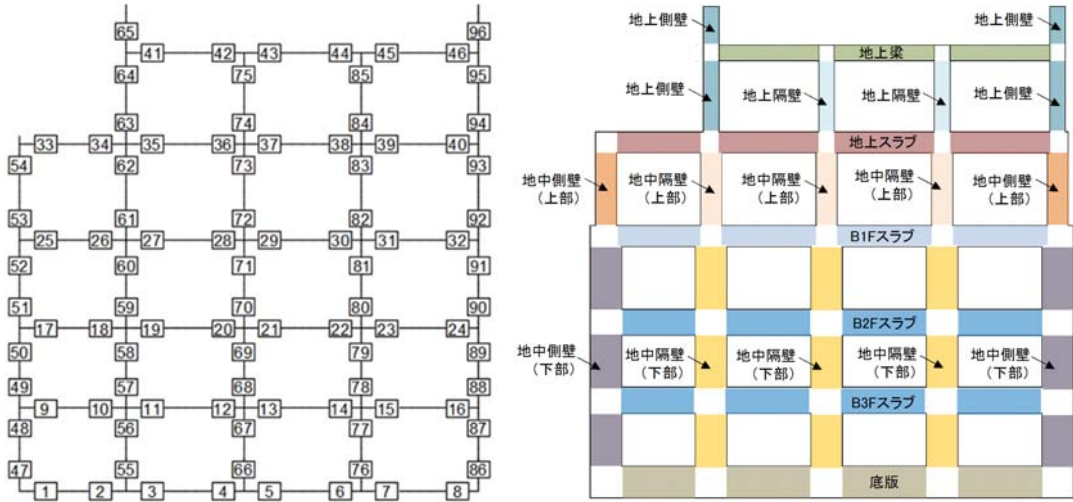 65 96
41 42 43 44 45 46
64 75 85 95
63 74 84 94
33 34 35 36 37 38 39 40
54 62 73 83 93
53 61 72 82 92
25 26 27 28 29 30 31 32
52 60 71 81 91
51 59 70 80 90
17 18 19 20 21 22 23 24
50 58 69 79 89
49 57 68 78 88
9 10 11 12 13 14 15 16
48 56 67 77 87
47 55 66 76 86
1 2 3 4 5 6 7 8
地上側壁 地上側壁
地上梁
地上側壁 地上隔壁 地上隔壁 地上側壁
地上スラブ
地中側壁 地中隔壁 地中隔壁 地中隔壁 地中側壁
(上部) (上部) (上部) (上部) (上部)
B1Fスラブ
B2Fスラブ
地中側壁 地中隔壁 地中隔壁 地中隔壁 地中側壁
(下部) (下部) (下部) (下部) (下部)
B3Fスラブ
底版